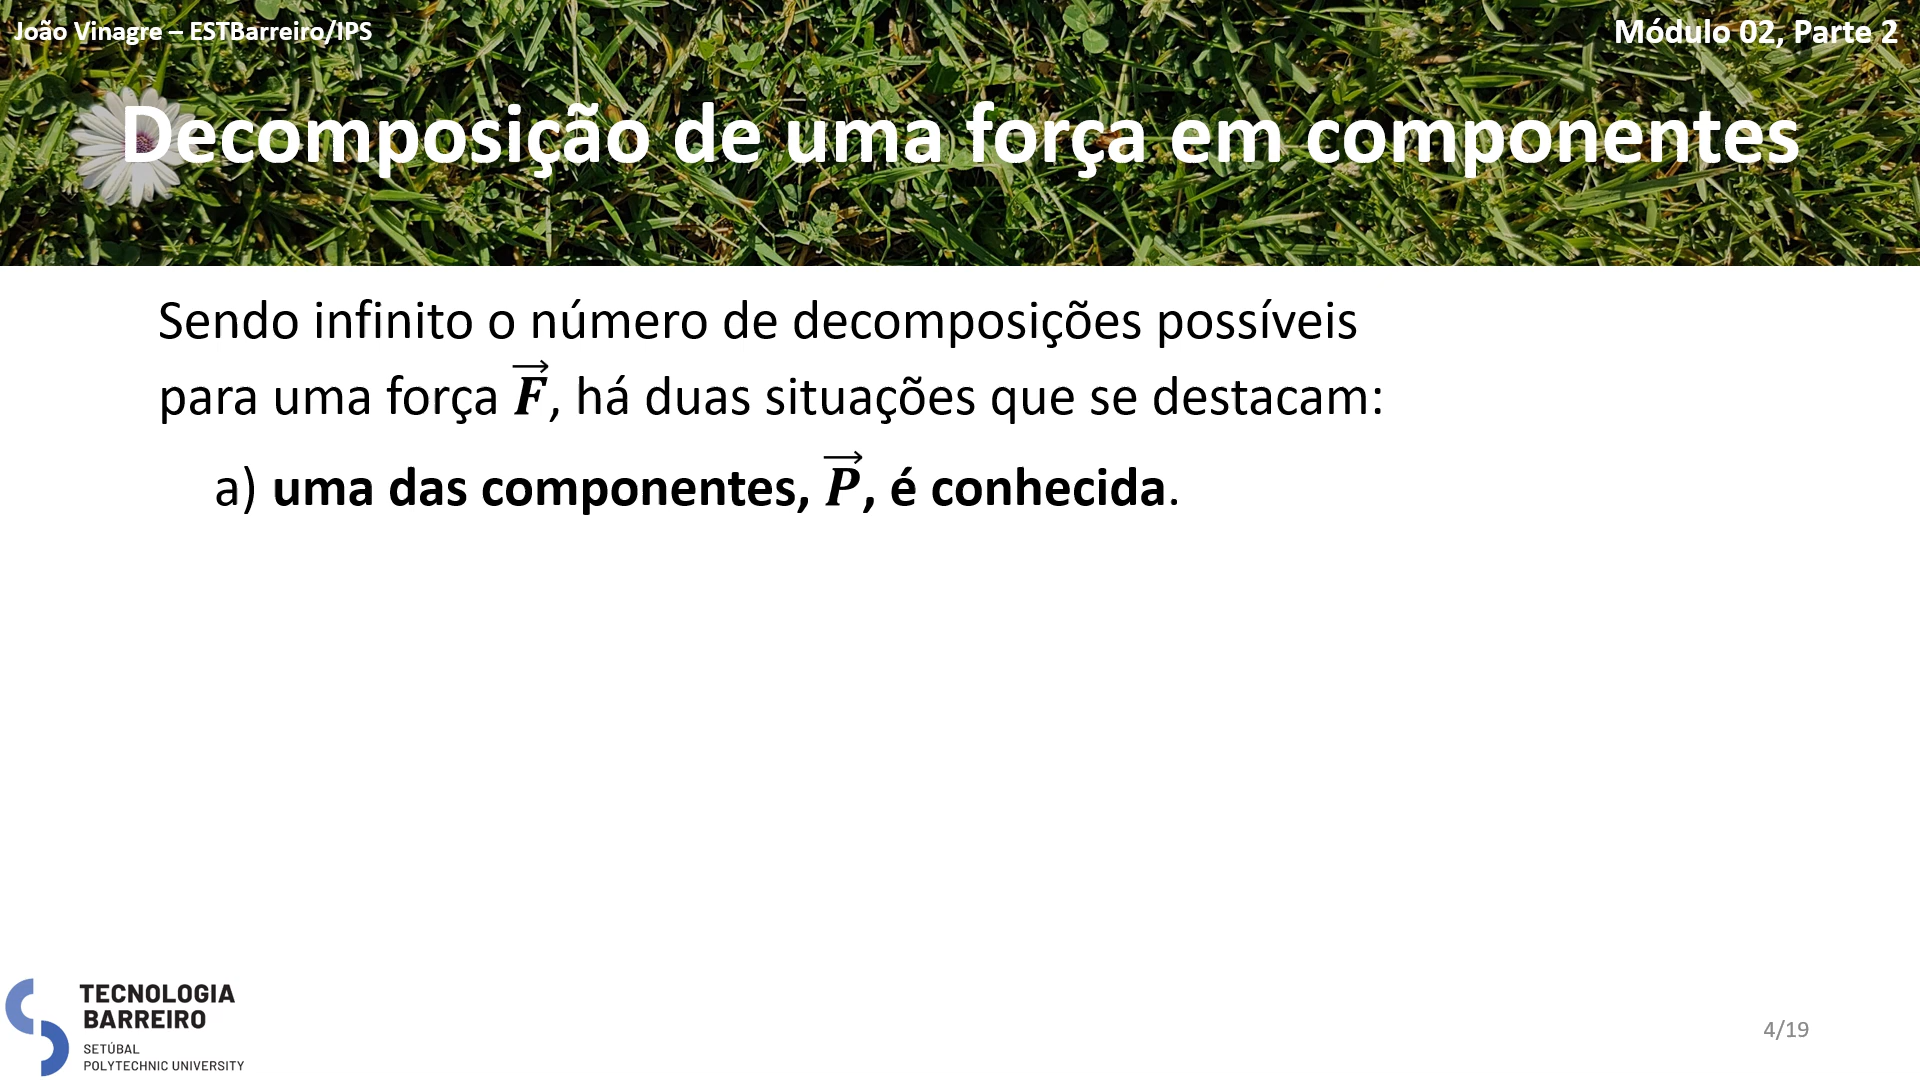 João Vinagre – ESTBarreiro/IPS
Módulo 02, Parte 2
Decomposição de uma força em componentes
Sendo infinito o número de decomposições possíveis
para uma força F⃗, há duas situações que se destacam:
a) uma das componentes, P⃗, é conhecida.
TECNOLOGIA
BARREIRO
SETÚBAL
POLYTECHNIC UNIVERSITY
4/19